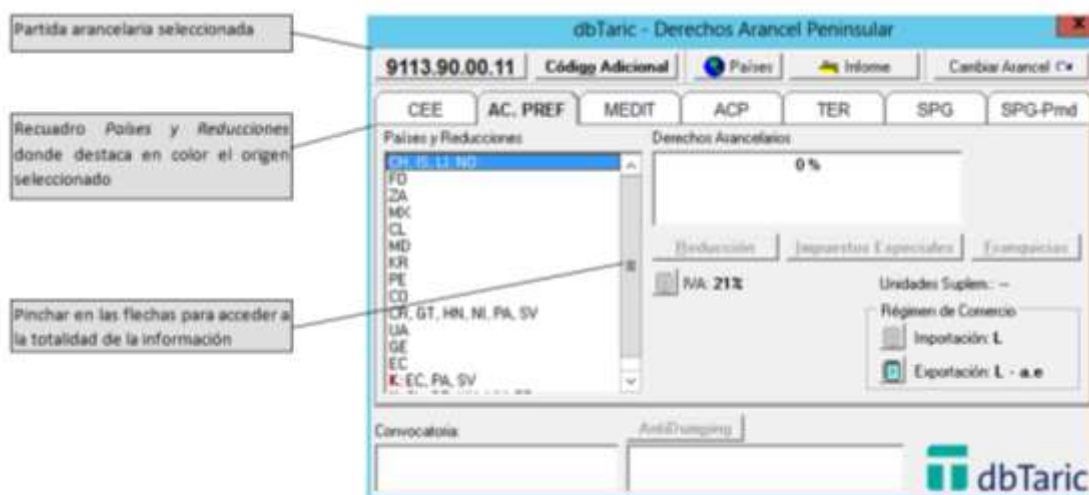 Partida arancelaria seleccionada
Recuadro Países y Reducciones
donde destaca en color el origen
seleccionado
Pinchar en las flechas para acceder a
la totalidad de la información
dbTaric - Derechos Arancel Peninsular
9113.90.00.11 Código Adicional Países Informe Cambiar Arancel
CEE AC. PREF MEDIT ACP TER SPG SPG-Pmd
Países y Reducciones
CH, IS, LI, NO
FO
ZA
MX
CL
MD
KR
PE
CO
CR, GT, HN, NI, PA, SV
UA
GE
EC
K: EC, PA, SV
Derechos Arancelarios
0 %
Reducción Impuestos Especiales Franquicias
IVA: 21%
Unidades Suplem.: --
Régimen de Comercio
Importación: L
Exportación: L - a.e
Convocatoria:
AntiDumping
dbTaric